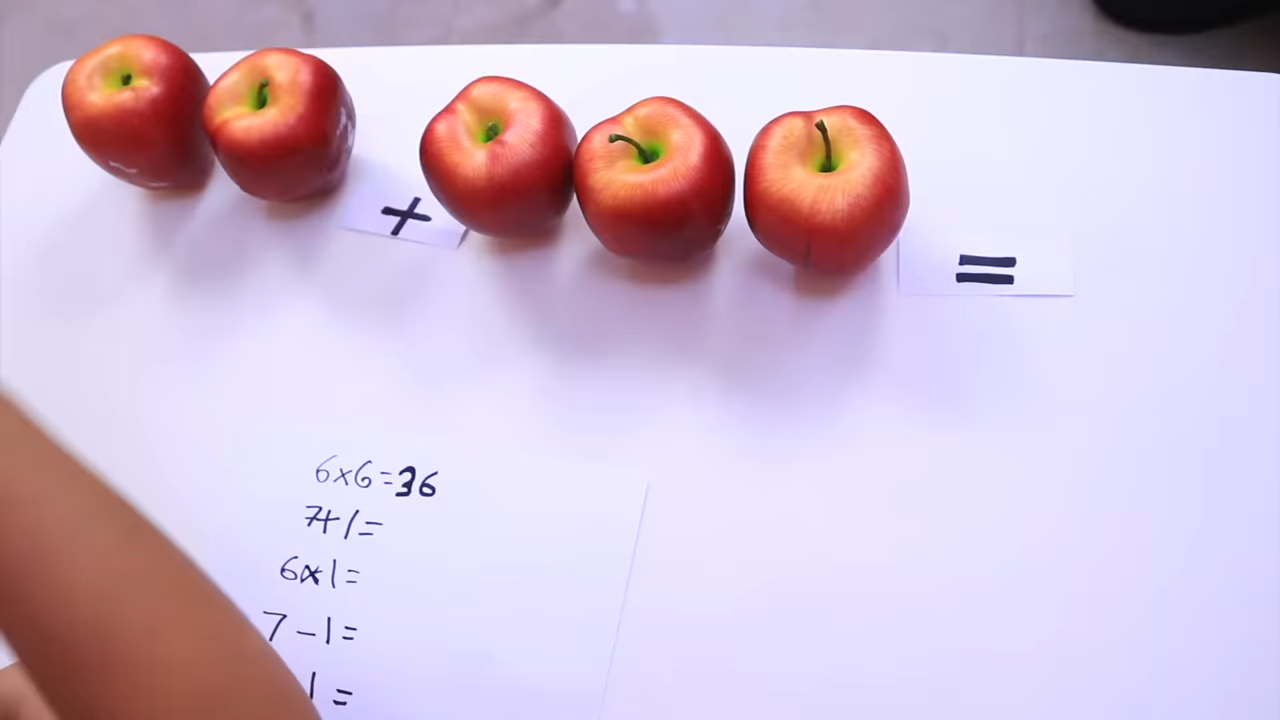 + =
6x6=36
7+1=
6x1=
7-1=
1=